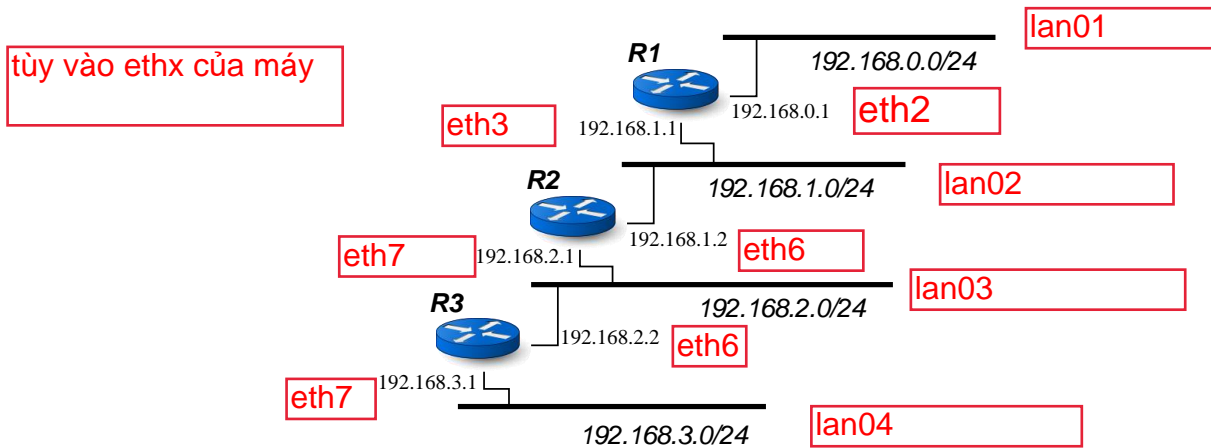 lan01
R1
tùy vào ethx của máy
192.168.0.0/24
192.168.0.1
eth2
eth3
192.168.1.1
R2
192.168.1.0/24
lan02
192.168.1.2
eth7
192.168.2.1
eth6
R3
192.168.2.0/24
lan03
192.168.2.2
eth6
eth7
192.168.3.1
192.168.3.0/24
lan04